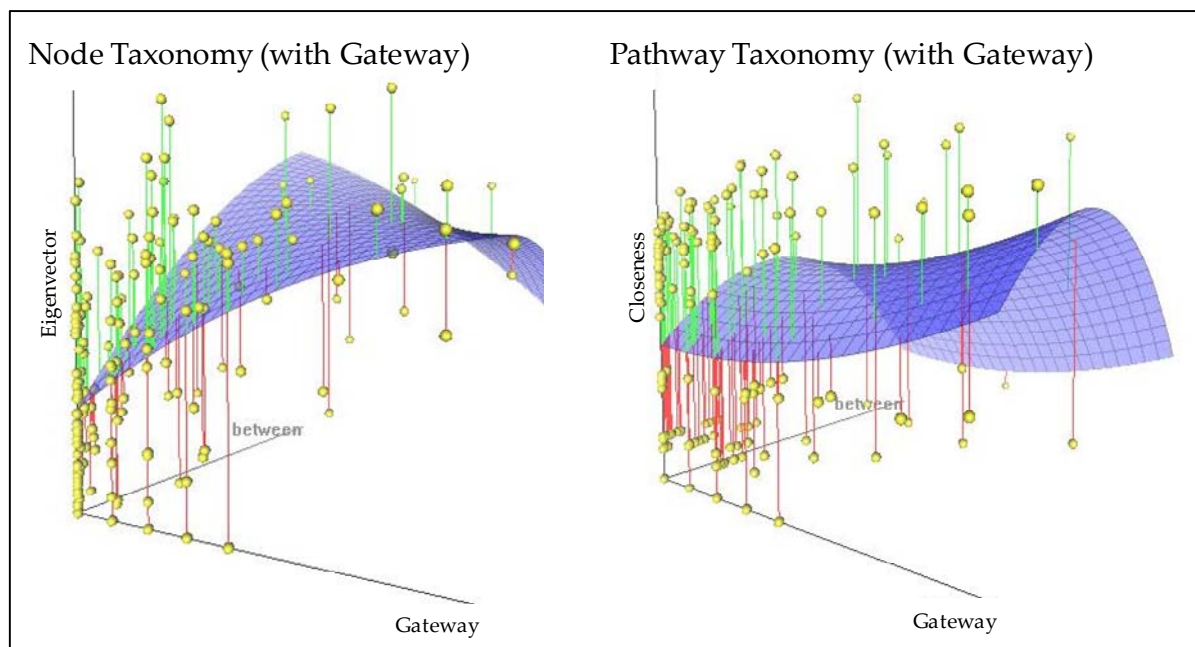 Node Taxonomy (with Gateway)
Pathway Taxonomy (with Gateway)
Eigenvector
Closeness
between
between
Gateway
Gateway